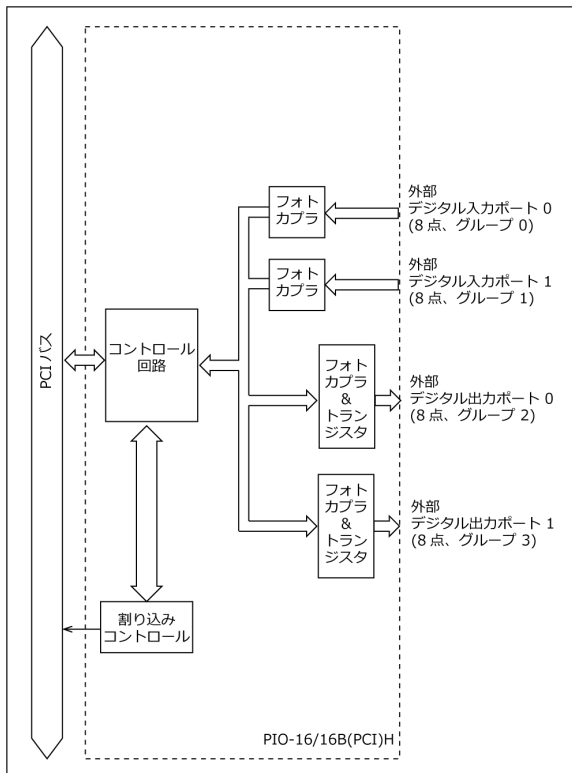 フォト
カプラ
外部
デジタル入力ポート 0
(8 点、グループ 0)
フォト
カプラ
外部
デジタル入力ポート 1
(8 点、グループ 1)
PCI バス
コントロール
回路
フォト
カプラ
&
トラン
ジスタ
外部
デジタル出力ポート 0
(8 点、グループ 2)
フォト
カプラ
&
トラン
ジスタ
外部
デジタル出力ポート 1
(8 点、グループ 3)
割り込み
コントロール
PIO-16/16B(PCI)H